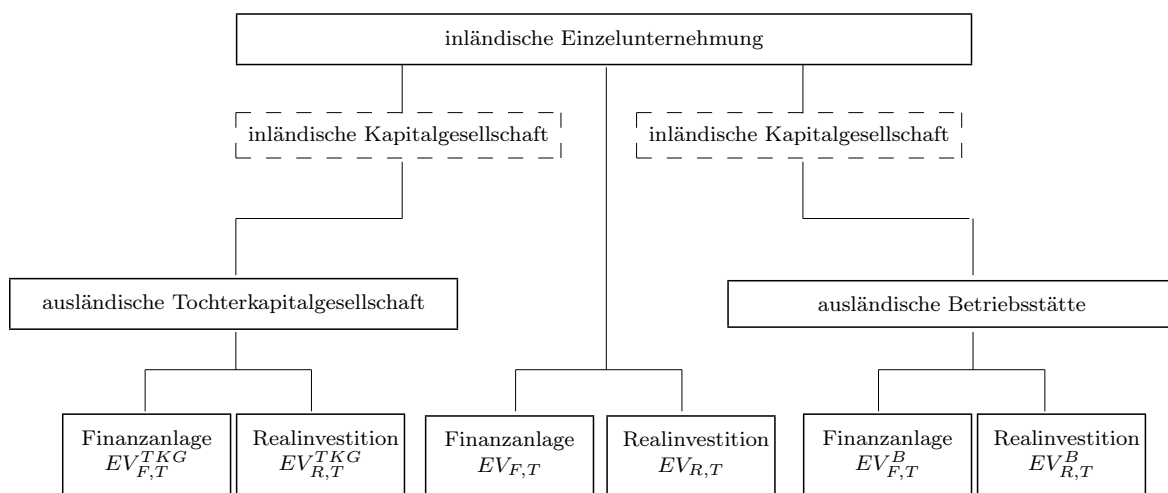 inländische Einzelunternehmung
inländische Kapitalgesellschaft
inländische Kapitalgesellschaft
ausländische Tochterkapitalgesellschaft
ausländische Betriebsstätte
Finanzanlage
$EV_{F,T}^{TKG}$
Realinvestition
$EV_{R,T}^{TKG}$
Finanzanlage
$EV_{F,T}$
Realinvestition
$EV_{R,T}$
Finanzanlage
$EV_{F,T}^{B}$
Realinvestition
$EV_{R,T}^{B}$